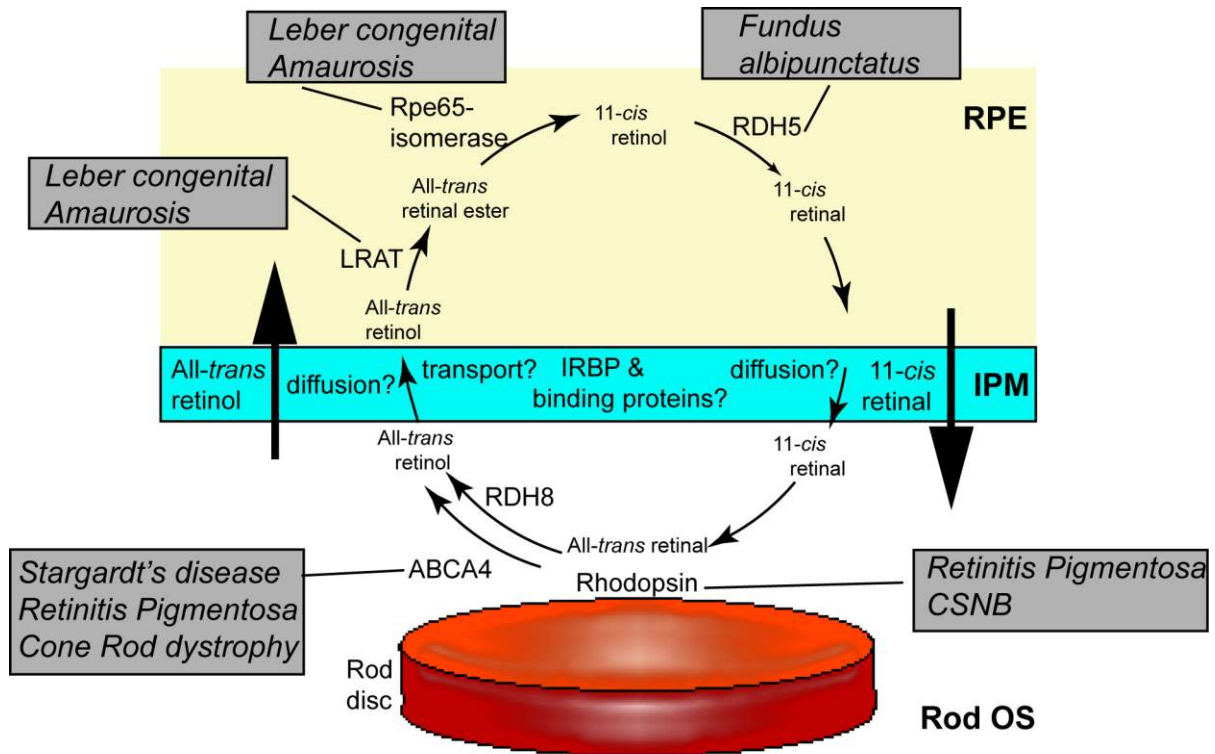 Leber congenital
Amaurosis
Fundus
albipunctatus
RPE
Rpe65-
isomerase
11-cis
retinol
RDH5
Leber congenital
Amaurosis
All-trans
retinal ester
11-cis
retinal
LRAT
All-trans
retinol
All-trans
retinol
diffusion?
transport?
IRBP &
binding proteins?
diffusion?
11-cis
retinal
IPM
All-trans
retinol
11-cis
retinal
RDH8
All-trans retinal
Stargardt's disease
Retinitis Pigmentosa
Cone Rod dystrophy
ABCA4
Rhodopsin
Retinitis Pigmentosa
CSNB
Rod
disc
Rod OS